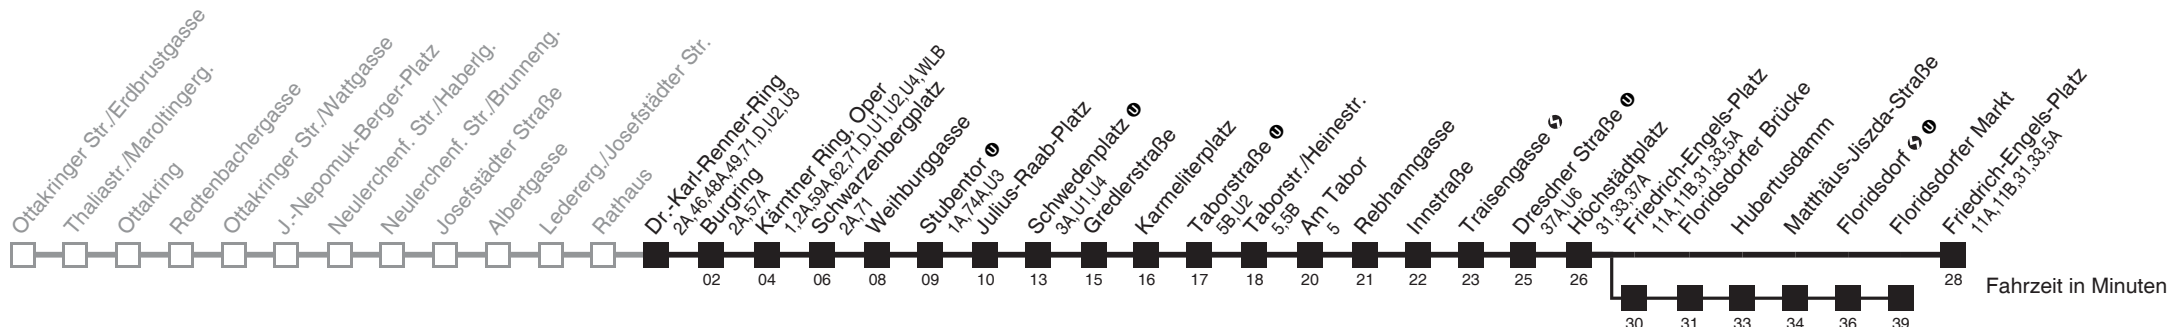 Ottakringer Str./Erdbrustgasse
Thaliastr./Maroltingerg.
Ottakring
Redtenbachergasse
Ottakringer Str./Wattgasse
J.-Nepomuk-Berger-Platz
Neulerchenf. Str./Haberlg.
Neulerchenf. Str./Brunneng.
Josefstädter Straße
Albertgasse
Ledererg./Josefstädter Str.
Rathaus
Dr.-Karl-Renner-Ring
2A,46,48A,49,71,D,U2,U3
Burgring
2A,57A
Kärntner Ring, Oper
1,2A,59A,62,71,D,U1,U2,U4,WLB
Schwarzenbergplatz
2A,71
Weihburggasse
Stubentor U
1A,74A,U3
Julius-Raab-Platz
Schwedenplatz U
3A,U1,U4
Gredlerstraße
Karmeliterplatz
Taborstraße U
5B,U2
Taborstr./Heinestr.
5,5B
Am Tabor
5
Rebhanngasse
Innstraße
Traisengasse S
Dresdner Straße U
37A,U6
Höchstädtplatz
31,33,37A
Friedrich-Engels-Platz
11A,11B,31,33,5A
Floridsdorfer Brücke
Hubertusdamm
Matthäus-Jiszda-Straße
Floridsdorf S U
Floridsdorfer Markt
Friedrich-Engels-Platz
11A,11B,31,33,5A
02 04 06 08 09 10 13 15 16 17 18 20 21 22 23 25 26 28
Fahrzeit in Minuten
30 31 33 34 36 39